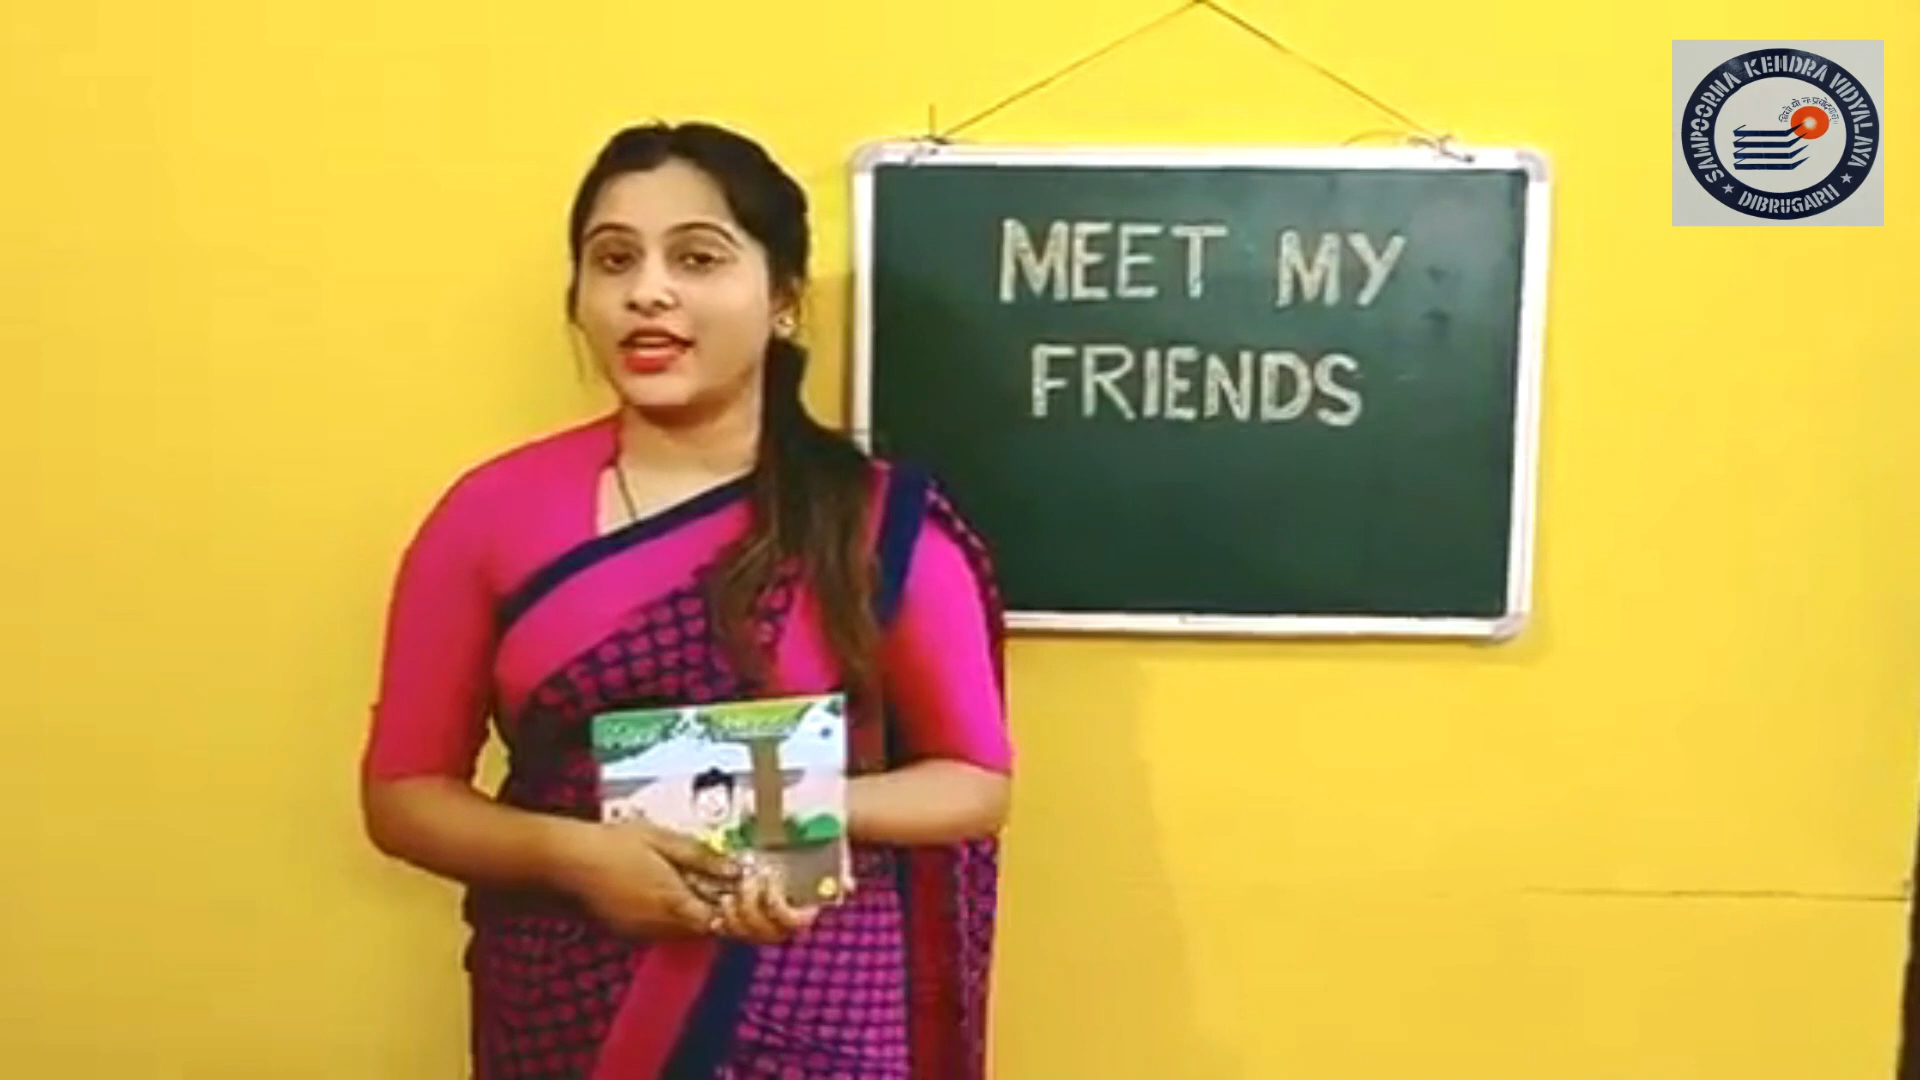 MEET MY
FRIENDS
SAMPOORNA KENDRA VIDYALAYA
★ DIBRUGARH ★